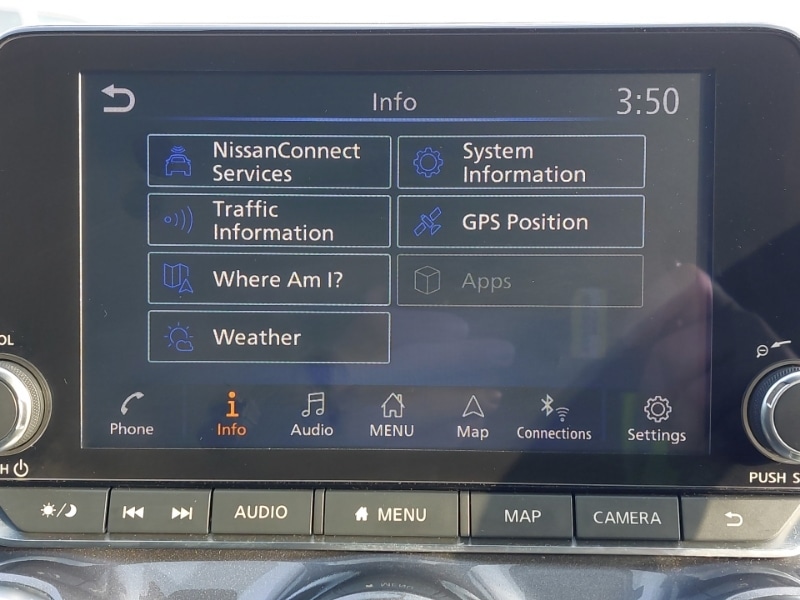 Info
3:50
NissanConnect
Services
System
Information
Traffic
Information
GPS Position
Where Am I?
Apps
Weather
Phone
Info
Audio
MENU
Map
Connections
Settings
OL
H
PUSH S
AUDIO
MENU
MAP
CAMERA